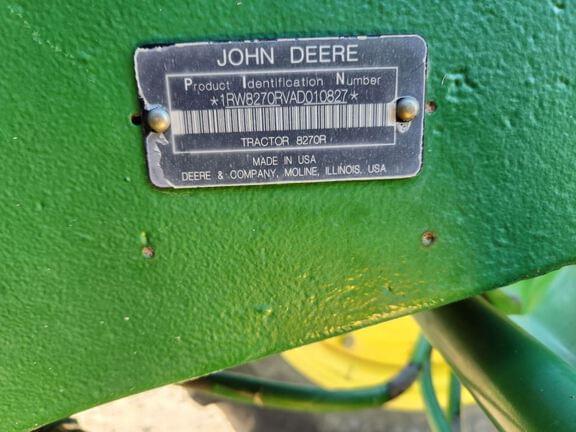 JOHN DEERE
Product Identification Number
*1RW8270RVAD010827*
TRACTOR 8270R
MADE IN USA
DEERE & COMPANY, MOLINE, ILLINOIS, USA